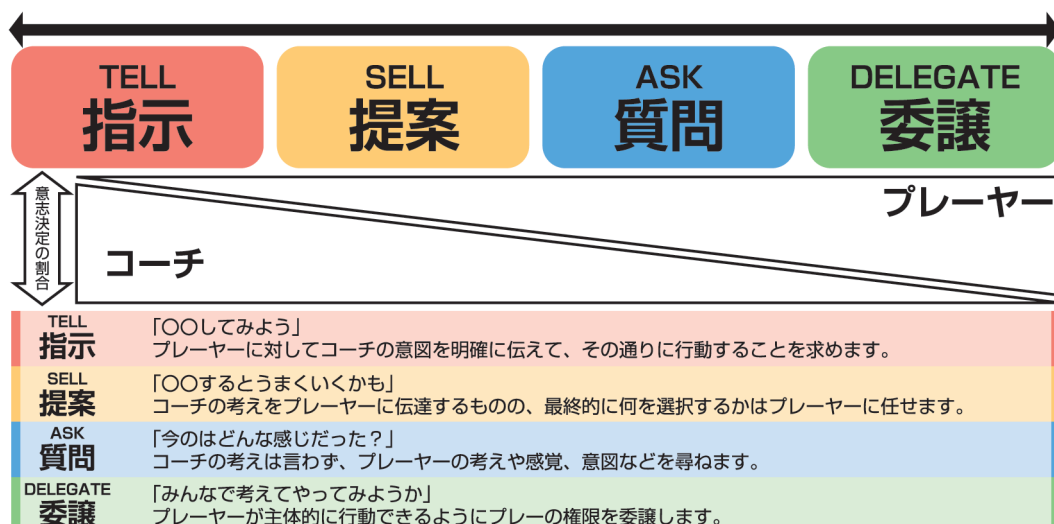 TELL
指示
SELL
提案
ASK
質問
DELEGATE
委譲
意志決定の割合
コーチ
プレーヤー
TELL
指示
「〇〇してみよう」
プレーヤーに対してコーチの意図を明確に伝えて、その通りに行動することを求めます。
SELL
提案
「〇〇するとうまくいくかも」
コーチの考えをプレーヤーに伝達するものの、最終的に何を選択するかはプレーヤーに任せます。
ASK
質問
「今のはどんな感じだった？」
コーチの考えは言わず、プレーヤーの考えや感覚、意図などを尋ねます。
DELEGATE
委譲
「みんなで考えてやってみようか」
プレーヤーが主体的に行動できるようにプレーの権限を委譲します。